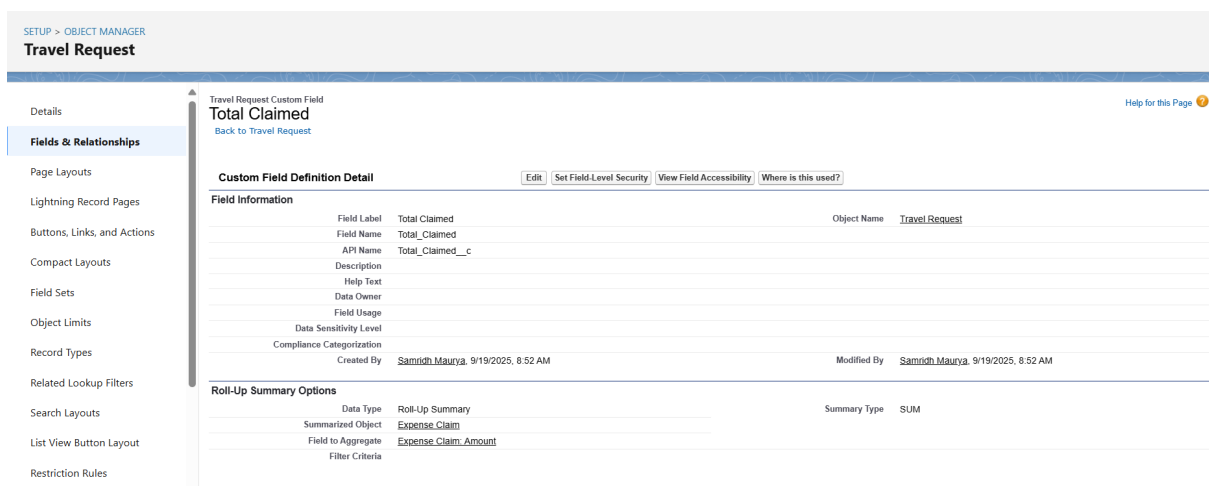 SETUP > OBJECT MANAGER
Travel Request
Details
Fields & Relationships
Page Layouts
Lightning Record Pages
Buttons, Links, and Actions
Compact Layouts
Field Sets
Object Limits
Record Types
Related Lookup Filters
Search Layouts
List View Button Layout
Restriction Rules
Travel Request Custom Field
Total Claimed
Back to Travel Request
Help for this Page ?
Custom Field Definition Detail Edit Set Field-Level Security View Field Accessibility Where is this used?
Field Information
Field Label Total Claimed Object Name Travel Request
Field Name Total_Claimed
API Name Total_Claimed__c
Description
Help Text
Data Owner
Field Usage
Data Sensitivity Level
Compliance Categorization
Created By Samridh Maurya, 9/19/2025, 8:52 AM Modified By Samridh Maurya, 9/19/2025, 8:52 AM
Roll-Up Summary Options
Data Type Roll-Up Summary Summary Type SUM
Summarized Object Expense Claim
Field to Aggregate Expense Claim: Amount
Filter Criteria